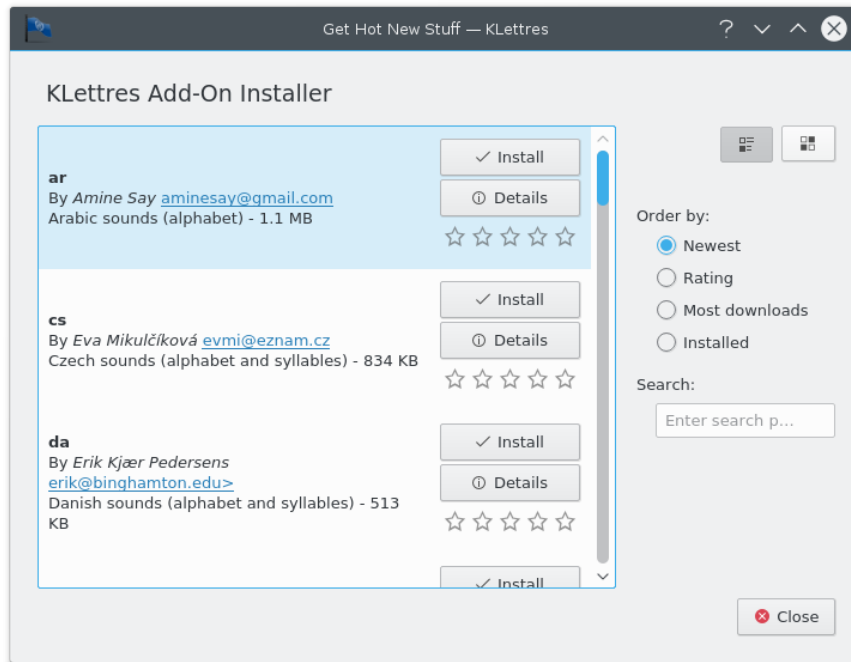 Get Hot New Stuff — KLettres
KLettres Add-On Installer
ar
By Amine Say aminesay@gmail.com
Arabic sounds (alphabet) - 1.1 MB
Install
Details
cs
By Eva Mikulčíková evmi@eznam.cz
Czech sounds (alphabet and syllables) - 834 KB
Install
Details
da
By Erik Kjær Pedersens
erik@binghamton.edu>
Danish sounds (alphabet and syllables) - 513
KB
Install
Details
Install
Order by:
Newest
Rating
Most downloads
Installed
Search:
Enter search p...
Close